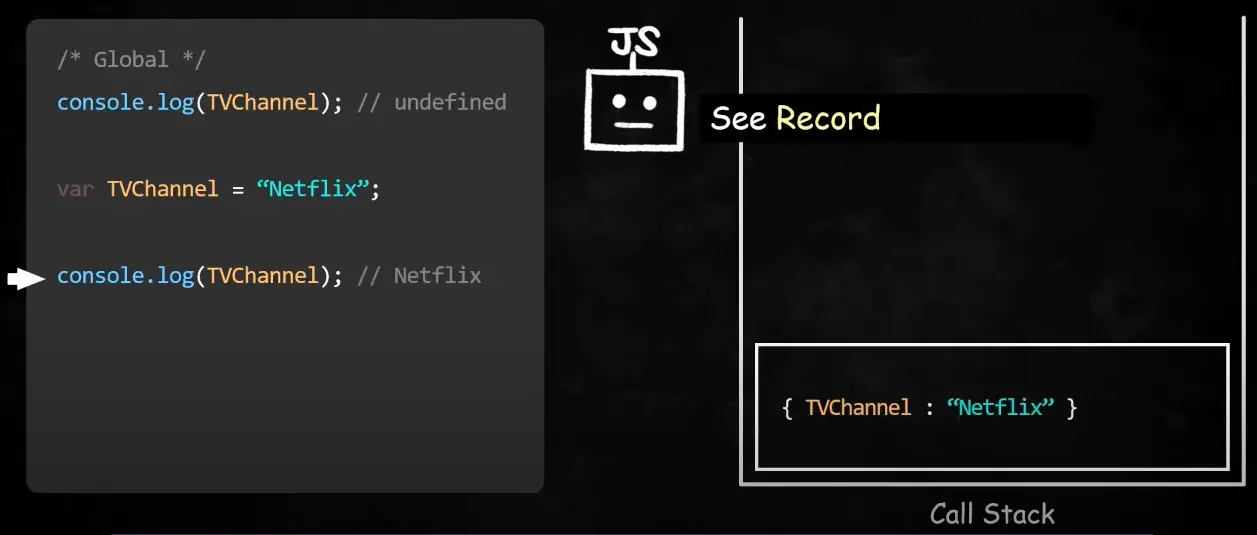 /* Global */
console.log(TVChannel); // undefined
var TVChannel = “Netflix”;
console.log(TVChannel); // Netflix
JS
See Record
{ TVChannel : “Netflix” }
Call Stack